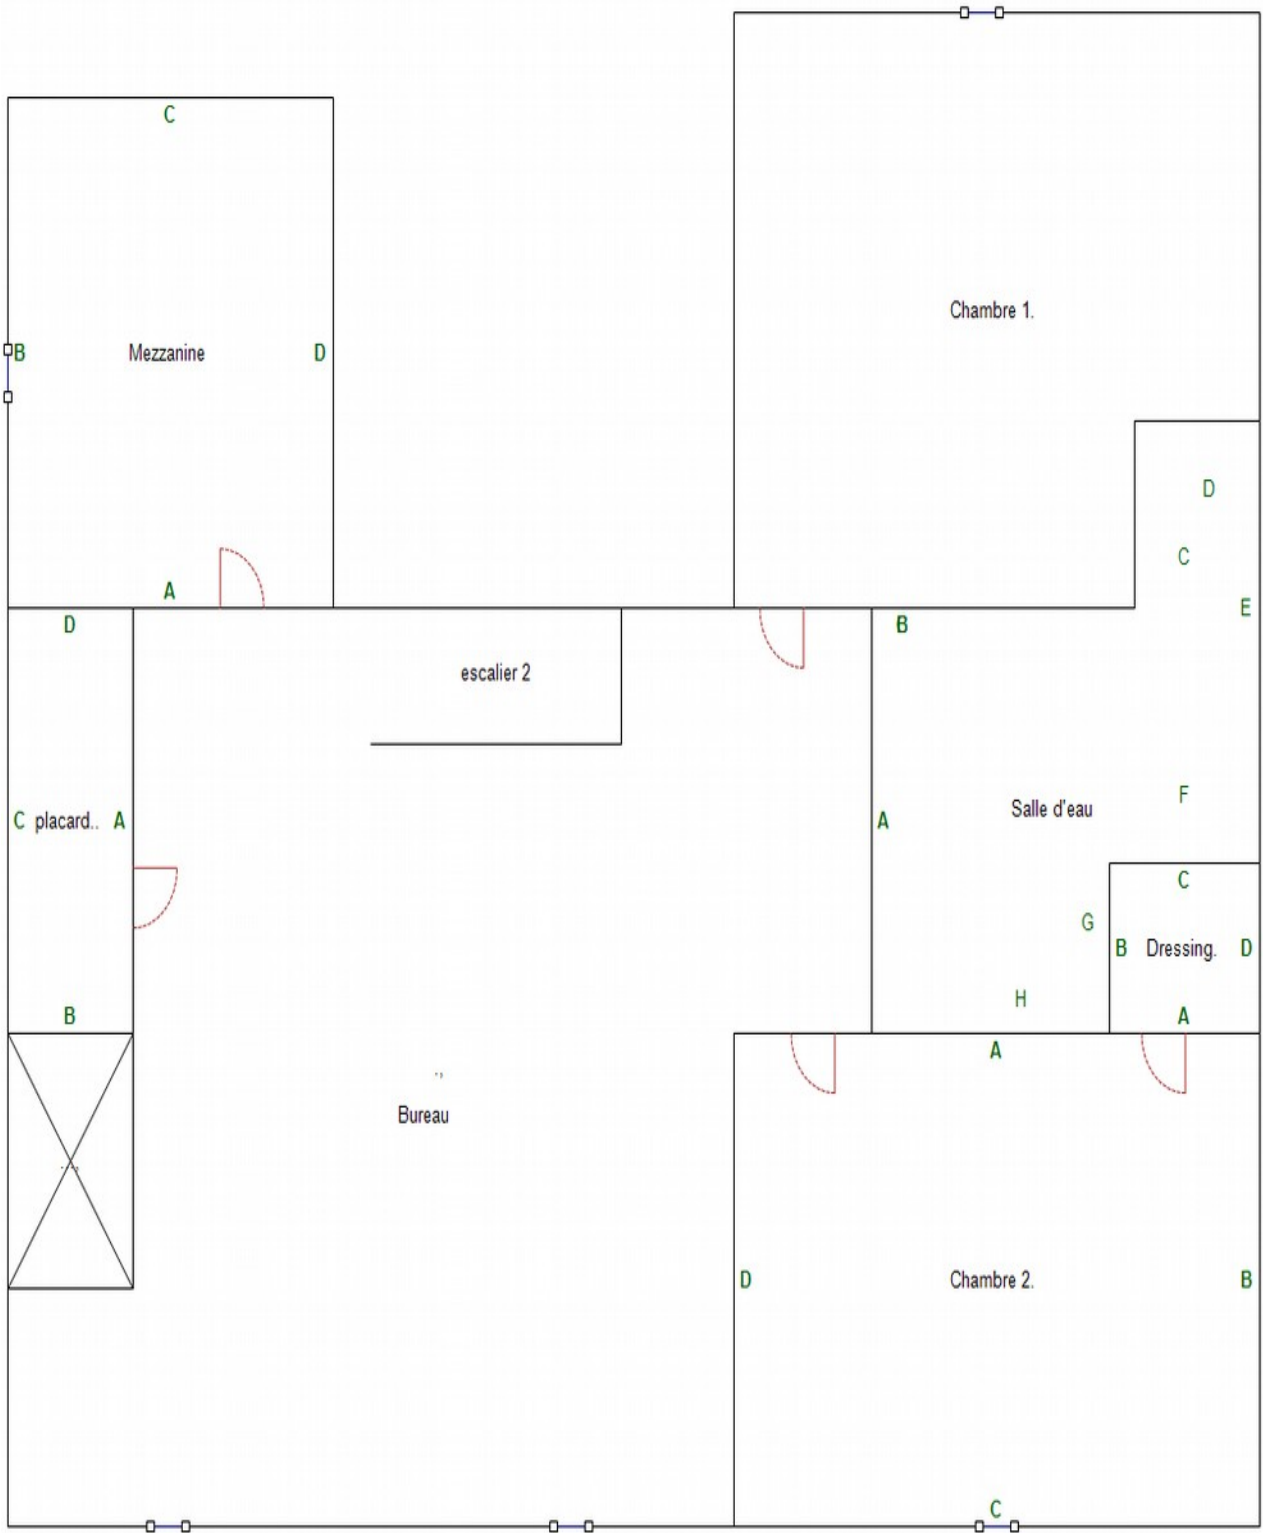 C
Chambre 1.
B Mezzanine D
D
C
A
E
D
B
escalier 2
F
Salle d'eau
C placard.. A
A
C
G
B Dressing. D
H
B
A
A
Bureau
D Chambre 2. B
C